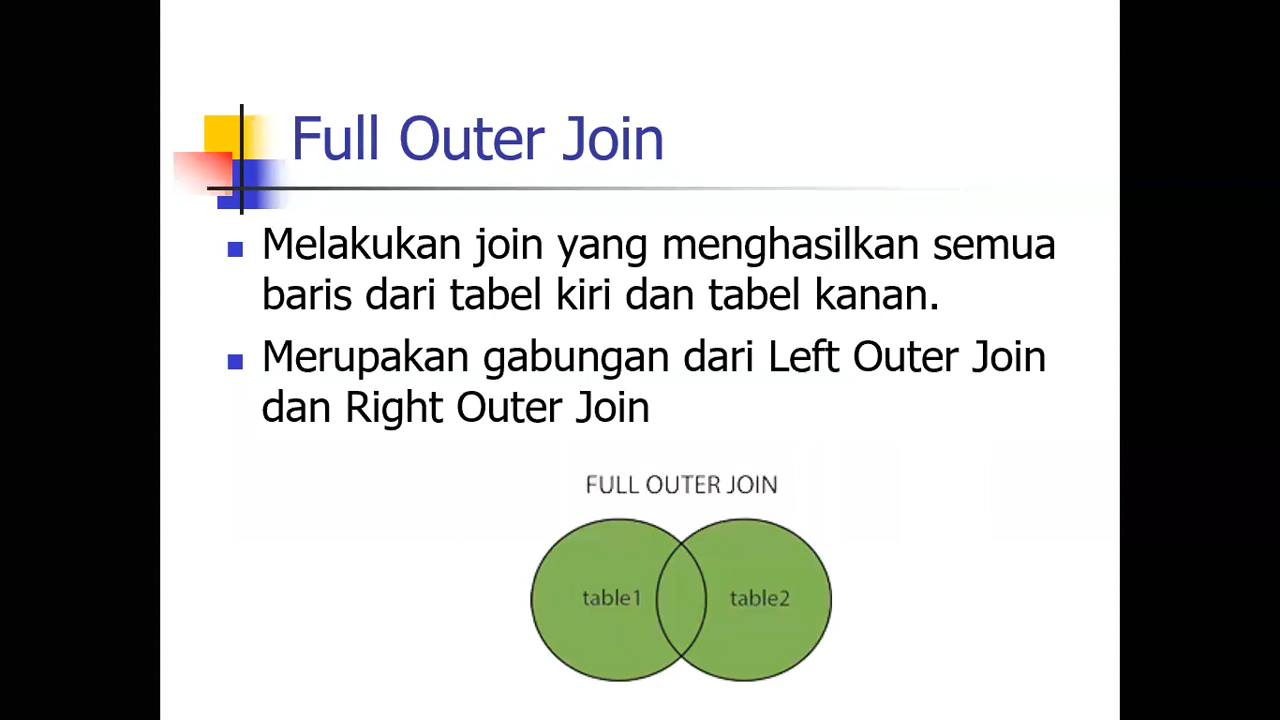 Full Outer Join
Melakukan join yang menghasilkan semua
baris dari tabel kiri dan tabel kanan.
Merupakan gabungan dari Left Outer Join
dan Right Outer Join
FULL OUTER JOIN
table1
table2